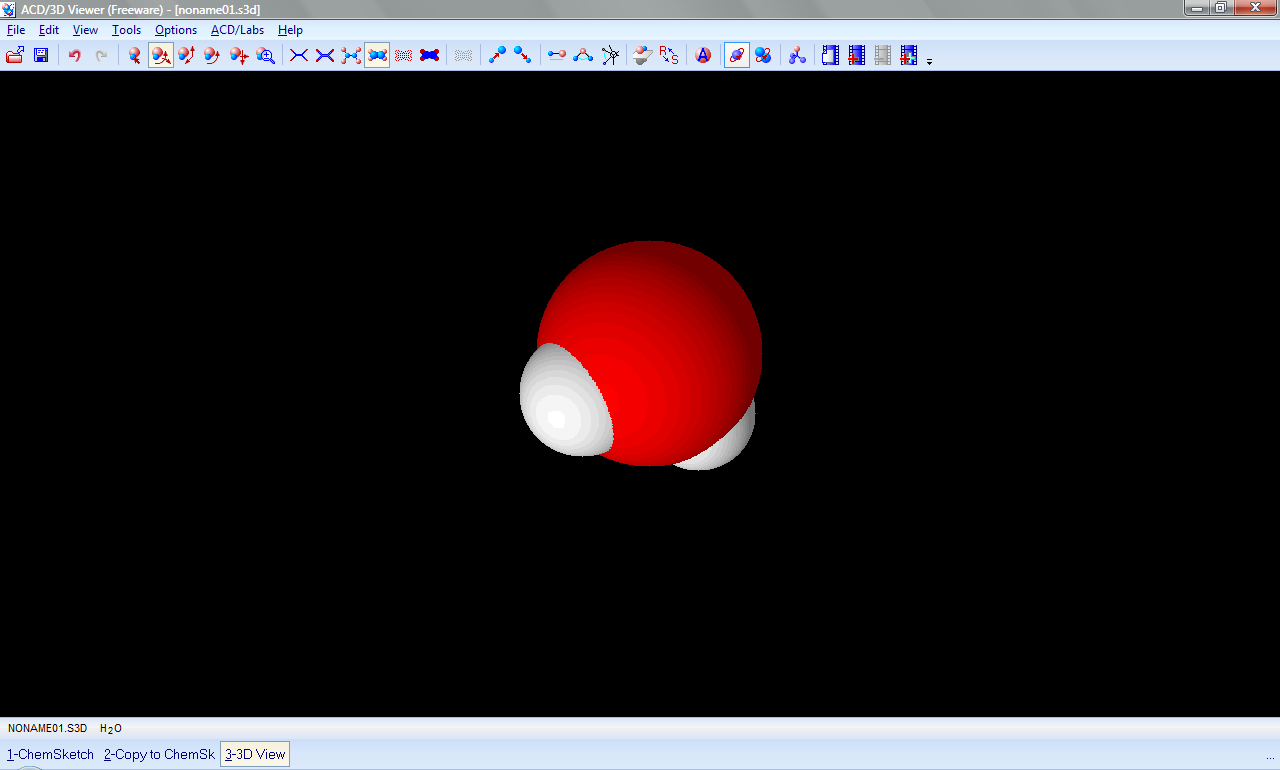 ACD/3D Viewer (Freeware) - [noname01.s3d]
File Edit View Tools Options ACD/Labs Help
R S A
NONAME01.S3D H2O
1-ChemSketch 2-Copy to ChemSk 3-3D View ...